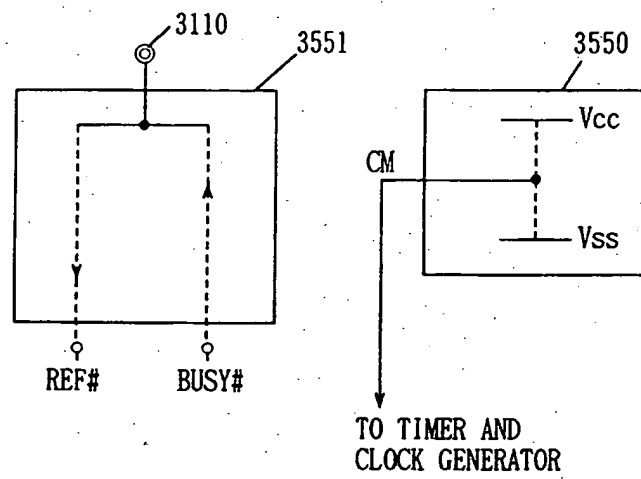 3110
3551
3550
Vcc
CM
Vss
REF#
BUSY#
TO TIMER AND
CLOCK GENERATOR